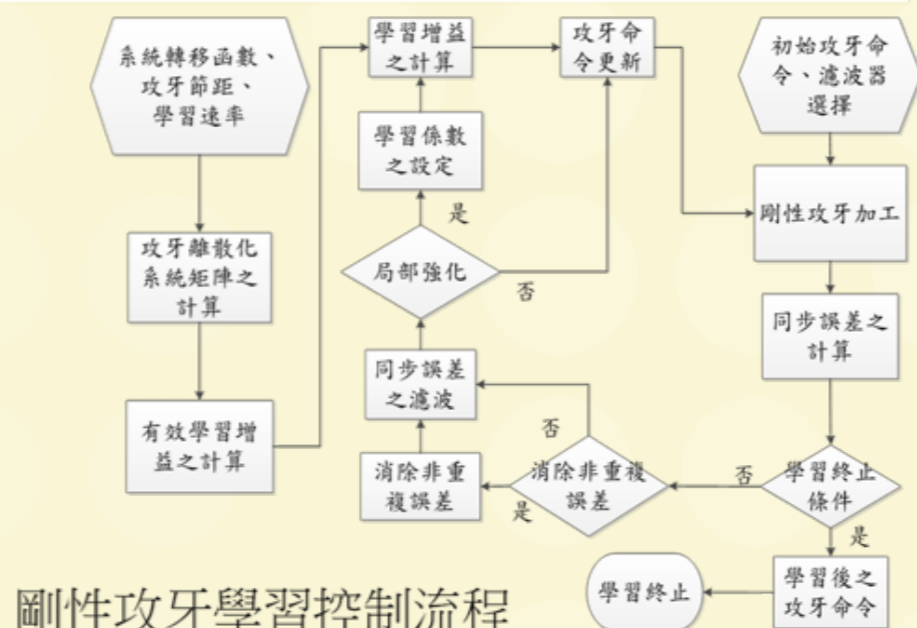 系統轉移函數、
攻牙節距、
學習速率
攻牙離散化
系統矩陣之
計算
有效學習增
益之計算
學習增益
之計算
學習係數
之設定
是
局部強化
否
同步誤差
之濾波
消除非重
複誤差
攻牙命
令更新
否
消除非重複
誤差
是
初始攻牙命
令、濾波器
選擇
剛性攻牙加工
同步誤差之
計算
學習終止
條件
否
是
學習後之
攻牙命令
學習終止
剛性攻牙學習控制流程